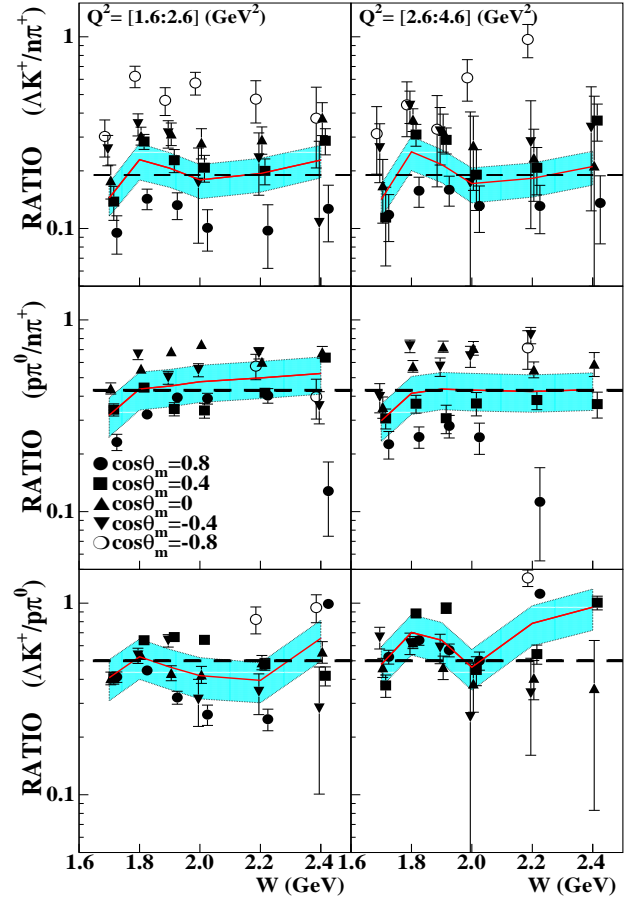 Q²= [1.6:2.6] (GeV²) Q²= [2.6:4.6] (GeV²)
RATIO (ΛK⁺/nπ⁺)
1
0.1
RATIO (pπ⁰/nπ⁺)
1
0.1
cosθm=0.8
cosθm=0.4
cosθm=0
cosθm=-0.4
cosθm=-0.8
RATIO (ΛK⁺/pπ⁰)
1
0.1
1.6 1.8 2.0 2.2 2.4 1.6 1.8 2.0 2.2 2.4
W (GeV) W (GeV)